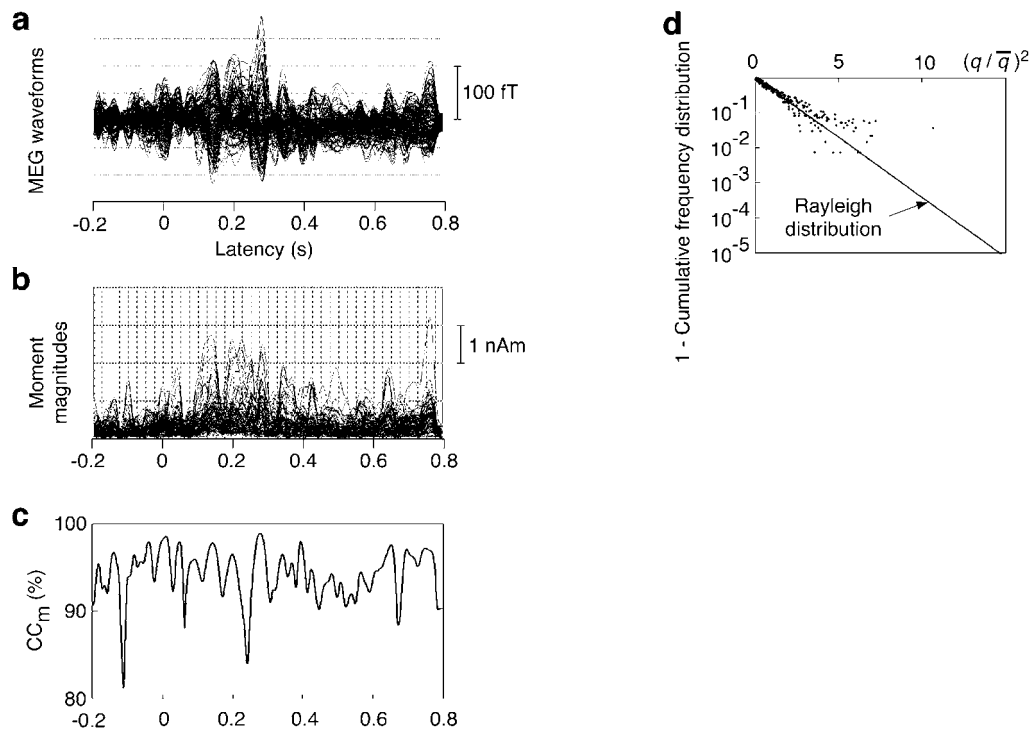 a
MEG waveforms
100 fT
-0.2 0 0.2 0.4 0.6 0.8
Latency (s)
b
Moment
magnitudes
1 nAm
-0.2 0 0.2 0.4 0.6 0.8
c
CCm (%)
100
90
80
-0.2 0 0.2 0.4 0.6 0.8
d
1 - Cumulative frequency distribution
0 5 10 (q / q̅)²
10⁻¹
10⁻²
10⁻³
10⁻⁴
10⁻⁵
Rayleigh
distribution